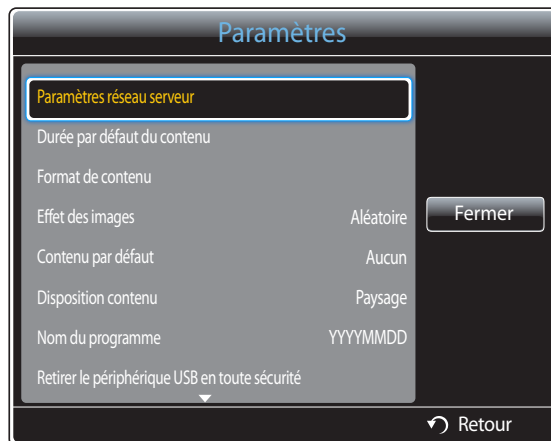 Paramètres
Paramètres réseau serveur
Durée par défaut du contenu
Format de contenu
Effet des images Aléatoire
Contenu par défaut Aucun
Disposition contenu Paysage
Nom du programme YYYYMMDD
Retirer le périphérique USB en toute sécurité
Fermer
Retour